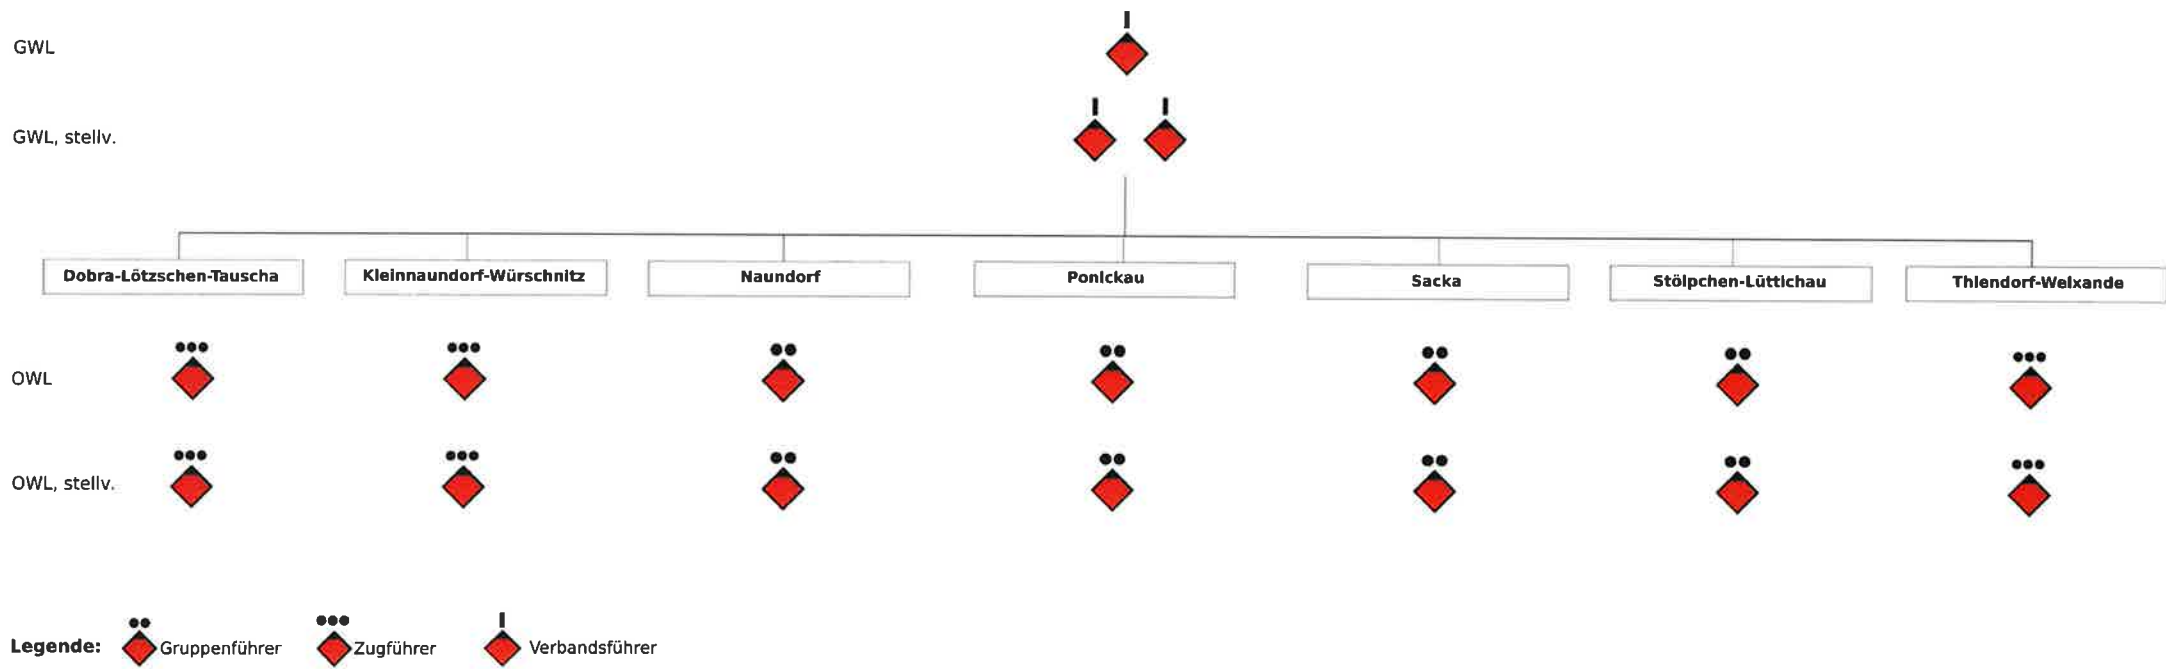 GWL
GWL, stellv.
Dobra-Lötzschen-Tauscha
Kleinnaundorf-Würschnitz
Naundorf
Ponickau
Sacka
Stölpchen-Lüttichau
Thiendorf-Welxande
OWL
OWL, stellv.
Legende: Gruppenführer Zugführer Verbandsführer